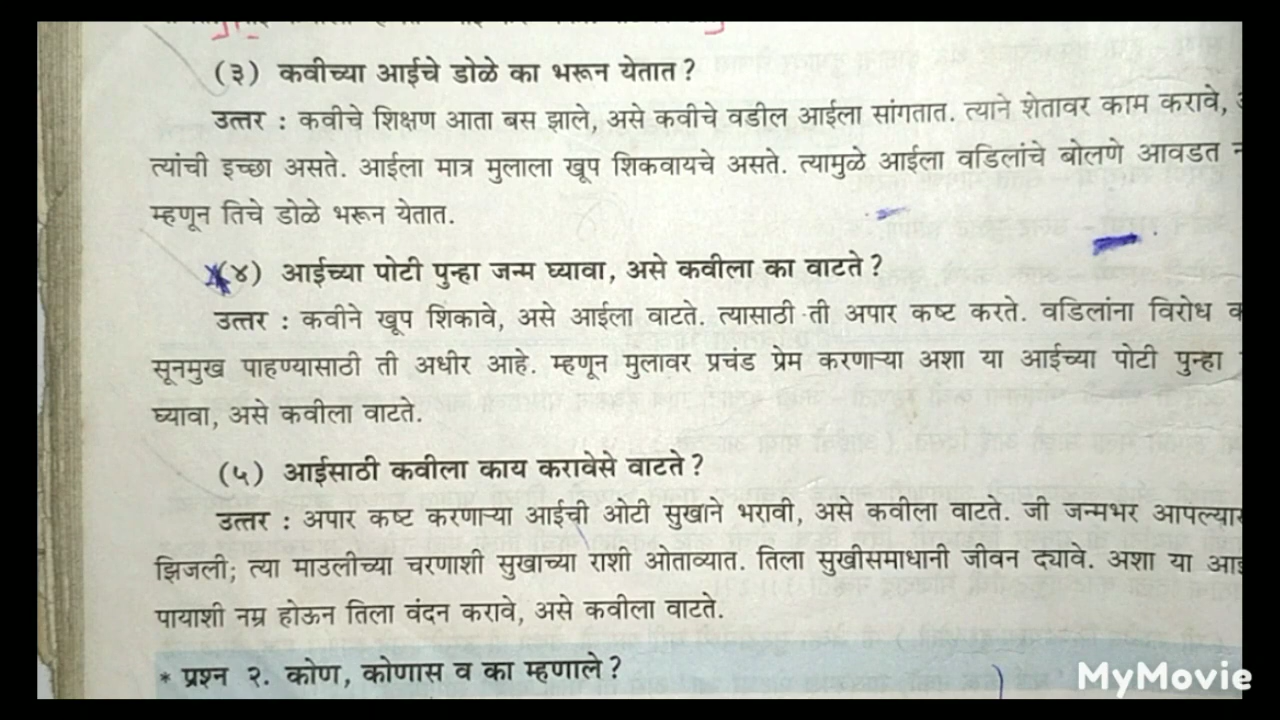 (३) कवीच्या आईचे डोळे का भरून येतात?
उत्तर : कवीचे शिक्षण आता बस झाले, असे कवीचे वडील आईला सांगतात. त्याने शेतावर काम करावे,
त्यांची इच्छा असते. आईला मात्र मुलाला खूप शिकवायचे असते. त्यामुळे आईला वडिलांचे बोलणे आवडत
म्हणून तिचे डोळे भरून येतात.
(४) आईच्या पोटी पुन्हा जन्म घ्यावा, असे कवीला का वाटते?
उत्तर : कवीने खूप शिकावे, असे आईला वाटते. त्यासाठी ती अपार कष्ट करते. वडिलांना विरोध
सूनमुख पाहण्यासाठी ती अधीर आहे. म्हणून मुलावर प्रचंड प्रेम करणाऱ्या अशा या आईच्या पोटी पुन्हा
घ्यावा, असे कवीला वाटते.
(५) आईसाठी कवीला काय करावेसे वाटते?
उत्तर : अपार कष्ट करणाऱ्या आईची ओटी सुखाने भरावी, असे कवीला वाटते. जी जन्मभर
झिजली; त्या माउलीच्या चरणाशी सुखाच्या राशी ओताव्यात. तिला सुखीसमाधानी जीवन द्यावे. अशा या
पायाशी नम्र होऊन तिला वंदन करावे, असे कवीला वाटते.
* प्रश्न २. कोण, कोणास व का म्हणाले?
MyMovie